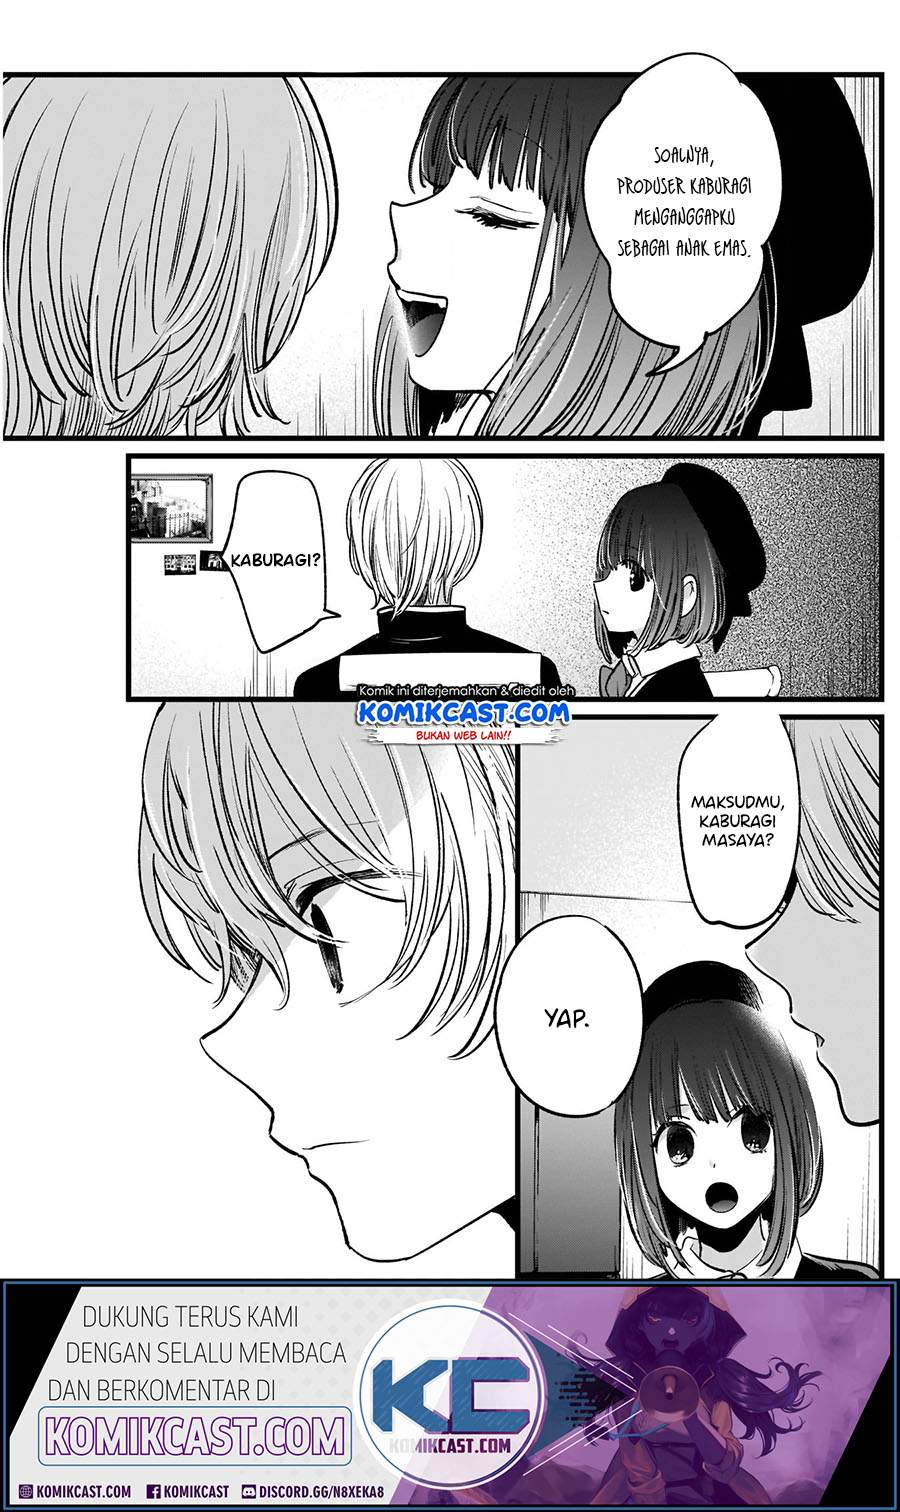 SOALNYA,
PRODUSER KABURAGI
MENGANGGAPKU
SEBAGAI ANAK EMAS.
KABURAGI?
Komik ini diterjemahkan & diedit oleh
KOMIKCAST.COM
BUKAN WEB LAIN!!
MAKSUDMU,
KABURAGI
MASAYA?
YAP.
DUKUNG TERUS KAMI
DENGAN SELALU MEMBACA
DAN BERKOMENTAR DI
KOMIKCAST.COM
KC
KOMIKCAST.COM
KOMIKCAST.COM KOMIKCAST DISCORD.GG/N8XEKA8